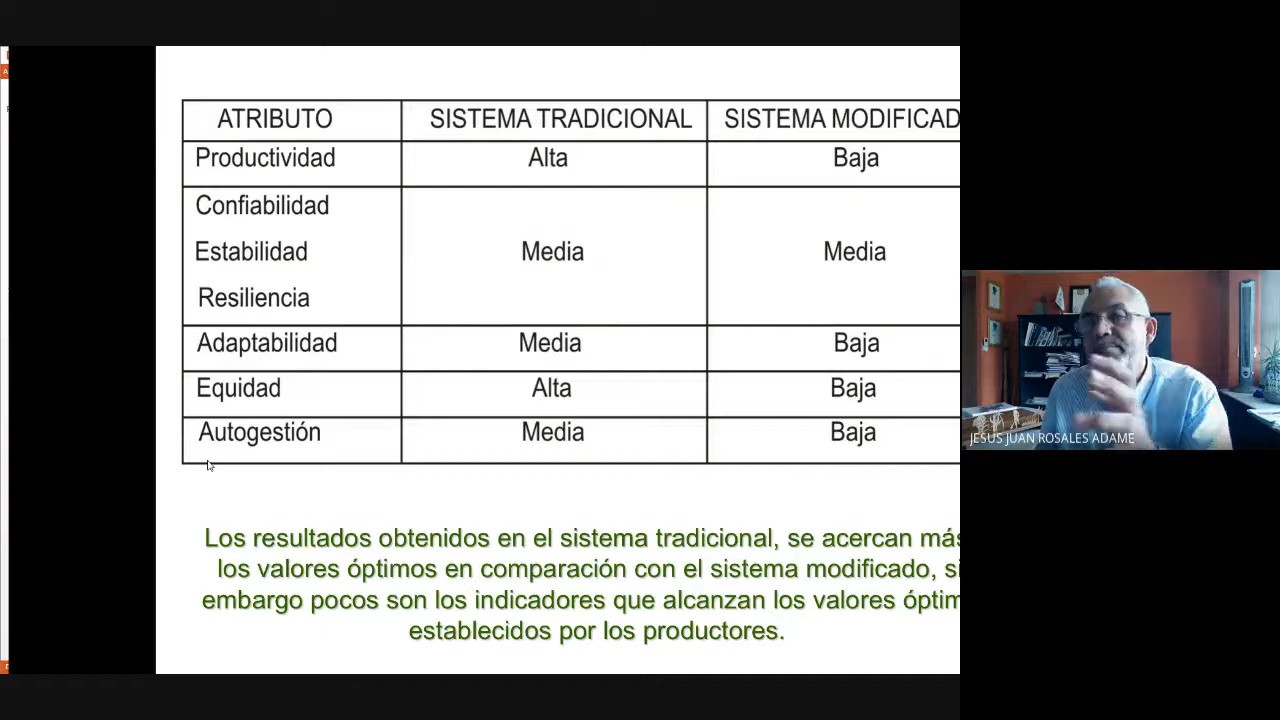 ATRIBUTO SISTEMA TRADICIONAL SISTEMA MODIFICAD
Productividad Alta Baja
Confiabilidad
Estabilidad Media Media
Resiliencia
Adaptabilidad Media Baja
Equidad Alta Baja
Autogestión Media Baja
Los resultados obtenidos en el sistema tradicional, se acercan más
los valores óptimos en comparación con el sistema modificado, si
embargo pocos son los indicadores que alcanzan los valores óptim
establecidos por los productores.
JESUS JUAN ROSALES ADAME